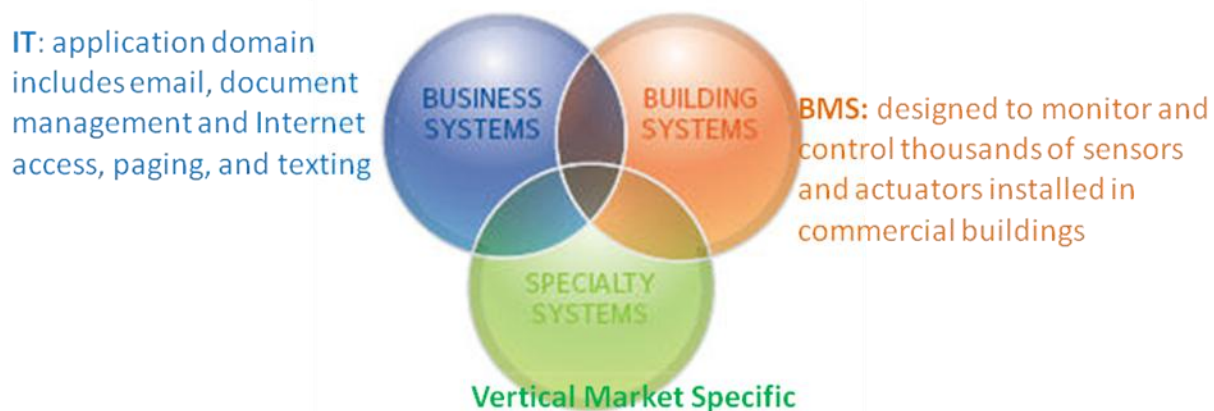 IT: application domain
includes email, document
management and Internet
access, paging, and texting
BUSINESS
SYSTEMS
BUILDING
SYSTEMS
BMS: designed to monitor and
control thousands of sensors
and actuators installed in
commercial buildings
SPECIALTY
SYSTEMS
Vertical Market Specific